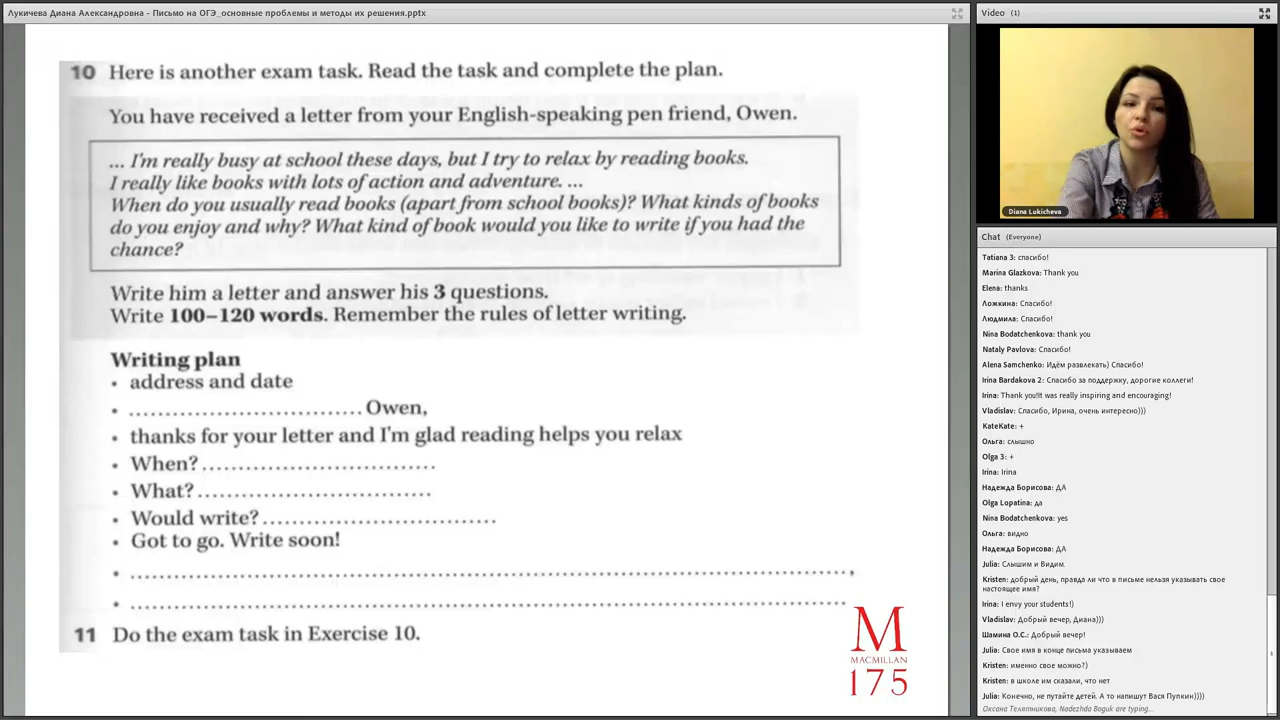 Лукичева Диана Александровна - Письмо на ОГЭ_основные проблемы и методы их решения.pptx
10 Here is another exam task. Read the task and complete the plan.
You have received a letter from your English-speaking pen friend, Owen.
... I'm really busy at school these days, but I try to relax by reading books.
I really like books with lots of action and adventure. ...
When do you usually read books (apart from school books)? What kinds of books
do you enjoy and why? What kind of book would you like to write if you had the
chance?
Write him a letter and answer his 3 questions.
Write 100–120 words. Remember the rules of letter writing.
Writing plan
• address and date
• ................................ Owen,
• thanks for your letter and I'm glad reading helps you relax
• When? ................................
• What? ................................
• Would write? ................................
• Got to go. Write soon!
• ................................................................................,
• ................................................................................
11 Do the exam task in Exercise 10.
M
MACMILLAN
175
Video (1)
Diana Lukicheva
Chat (Everyone)
Tatiana 3: спасибо!
Marina Glazkova: Thank you
Elena: thanks
Ложкина: Спасибо!
Людмила: Спасибо!
Nina Bodatchenkova: thank you
Nataly Pavlova: Спасибо!
Alena Samchenko: Идём развлекать) Спасибо!
Irina Bardakova 2: Спасибо за поддержку, дорогие коллеги!
Irina: Thank you!it was really inspiring and encouraging!
Vladislav: Спасибо, Ирина, очень интересно)))
KateKate: +
Ольга: слышно
Olga 3: +
Irina: Irina
Надежда Борисова: ДА
Olga Lopatina: да
Nina Bodatchenkova: yes
Ольга: видно
Надежда Борисова: ДА
Julia: Слышим и Видим.
Kristen: добрый день, правда ли что в письме нельзя указывать свое
настоящее имя?
Irina: I envy your students!)
Vladislav: Добрый вечер, Диана)))
Шамина О.С.: Добрый вечер!
Julia: Свое имя в конце письма указываем
Kristen: именно свое можно?)
Kristen: в школе им сказали, что нет
Julia: Конечно, не путайте детей. А то напишут Вася Пупкин))))
Оксана Телятникова, Nadezhda Boguk are typing...